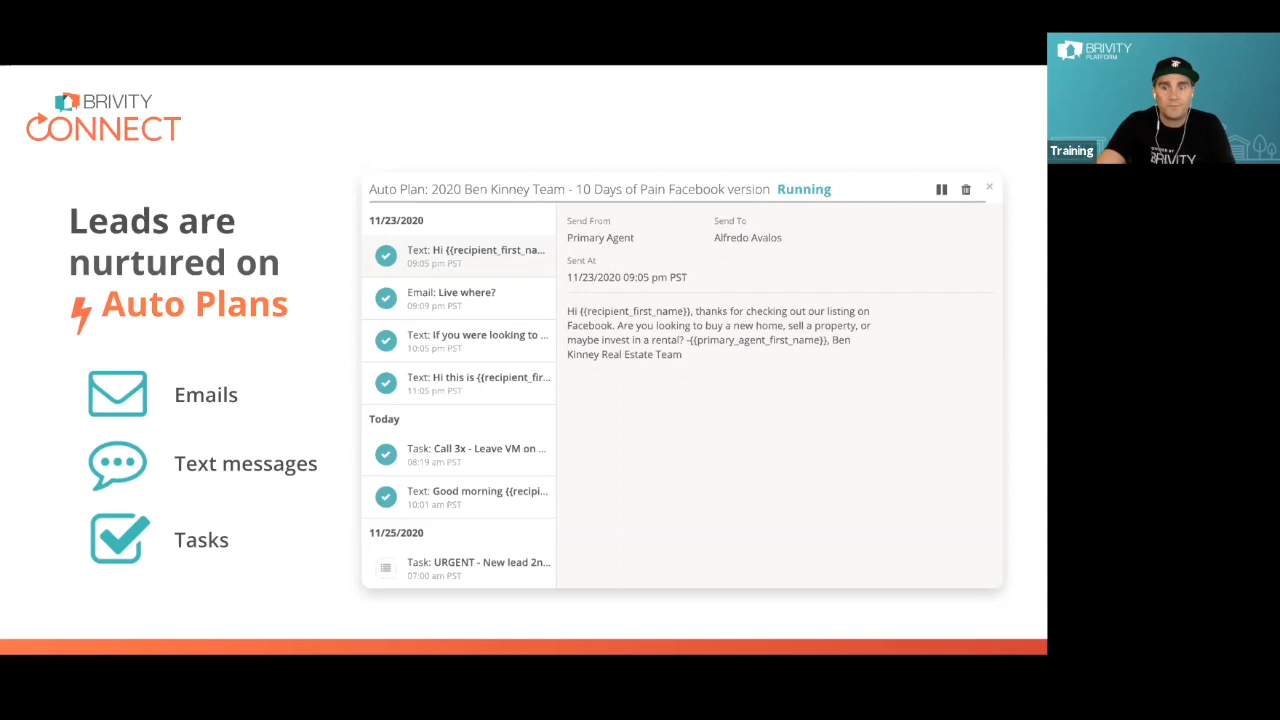 BRIVITY
CONNECT
Leads are
nurtured on
Auto Plans
Emails
Text messages
Tasks
Auto Plan: 2020 Ben Kinney Team - 10 Days of Pain Facebook version Running
×
11/23/2020
Text: Hi {{recipient_first_na...
09:05 pm PST
Email: Live where?
09:09 pm PST
Text: If you were looking to ...
10:05 pm PST
Text: Hi this is {{recipient_fir...
11:05 pm PST
Today
Task: Call 3x - Leave VM on ...
08:19 am PST
Text: Good morning {{recipi...
10:01 am PST
11/25/2020
Task: URGENT - New lead 2n...
07:00 am PST
Send From Send To
Primary Agent Alfredo Avalos
Sent At
11/23/2020 09:05 pm PST
Hi {{recipient_first_name}}, thanks for checking out our listing on
Facebook. Are you looking to buy a new home, sell a property, or
maybe invest in a rental? -{{primary_agent_first_name}}, Ben
Kinney Real Estate Team
BRIVITY
PLATFORM
BRIVITY
Training